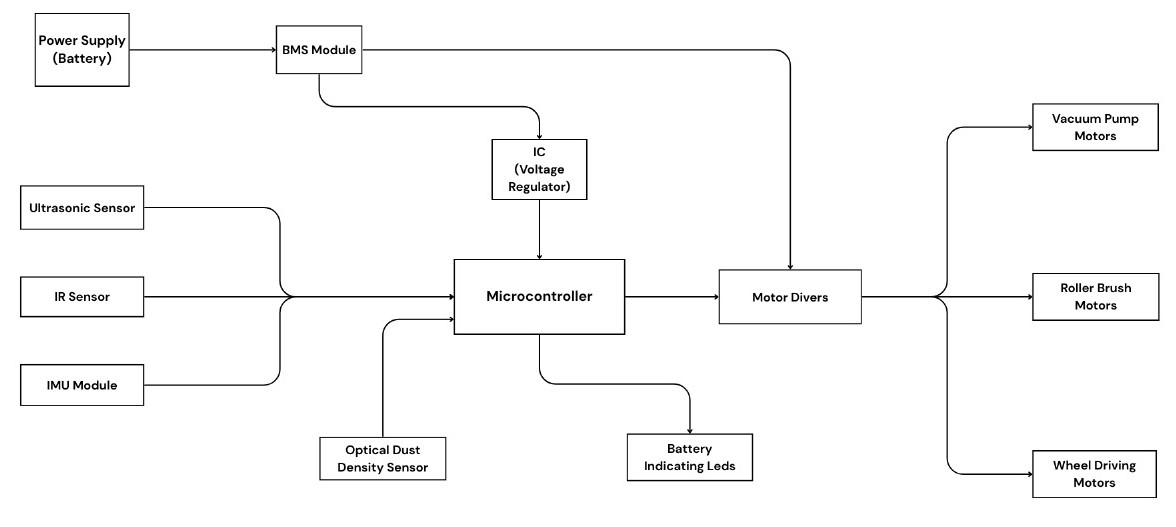 Power Supply
(Battery)
BMS Module
IC
(Voltage
Regulator)
Vacuum Pump
Motors
Ultrasonic Sensor
IR Sensor
Microcontroller
Motor Divers
Roller Brush
Motors
IMU Module
Optical Dust
Density Sensor
Battery
Indicating Leds
Wheel Driving
Motors